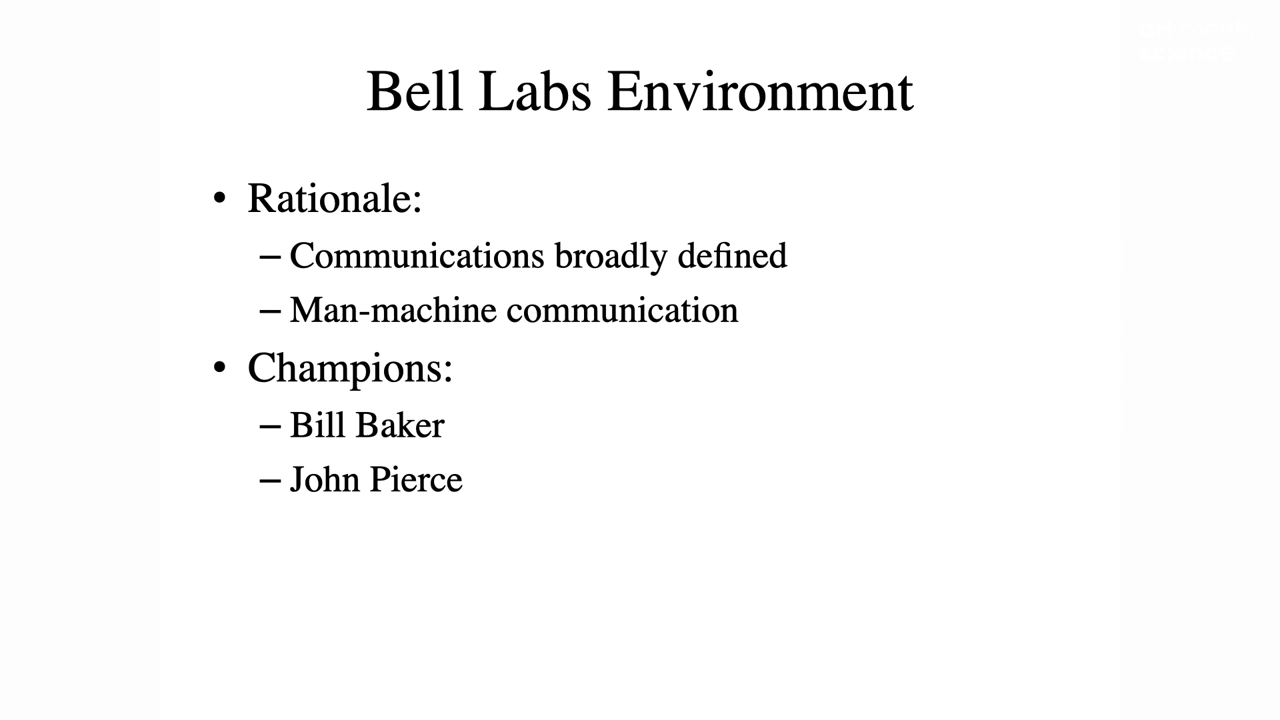 Bell Labs Environment
• Rationale:
– Communications broadly defined
– Man-machine communication
• Champions:
– Bill Baker
– John Pierce